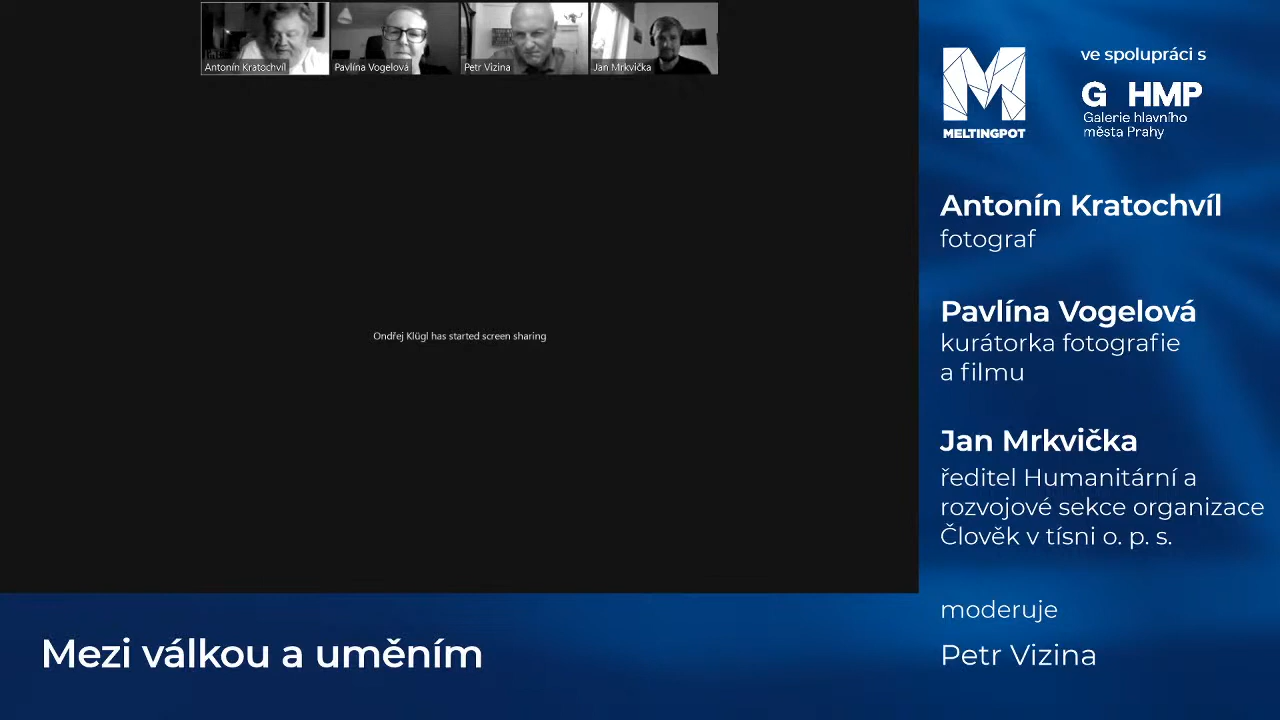 Antonín Kratochvíl
Pavlína Vogelová
Petr Vizina
Jan Mrkvička
Ondřej Klügl has started screen sharing
MELTINGPOT
ve spolupráci s
G HMP
Galerie hlavního
města Prahy
Antonín Kratochvíl
fotograf
Pavlína Vogelová
kurátorka fotografie
a filmu
Jan Mrkvička
ředitel Humanitární a
rozvojové sekce organizace
Člověk v tísni o. p. s.
moderuje
Petr Vizina
Mezi válkou a uměním